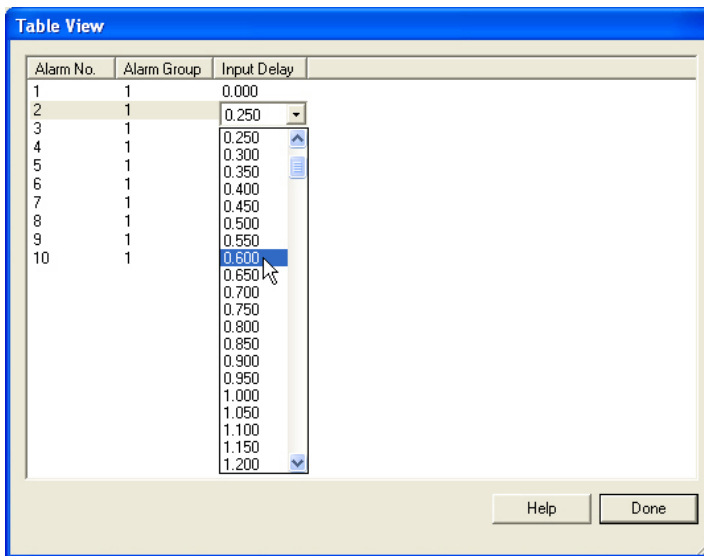 Table View
Alarm No. Alarm Group Input Delay
1 1 0.000
2 1 0.250
3 1 0.250
4 1 0.300
5 1 0.350
6 1 0.400
7 1 0.450
8 1 0.500
9 1 0.550
10 1 0.600
0.650
0.700
0.750
0.800
0.850
0.900
0.950
1.000
1.050
1.100
1.150
1.200
Help Done